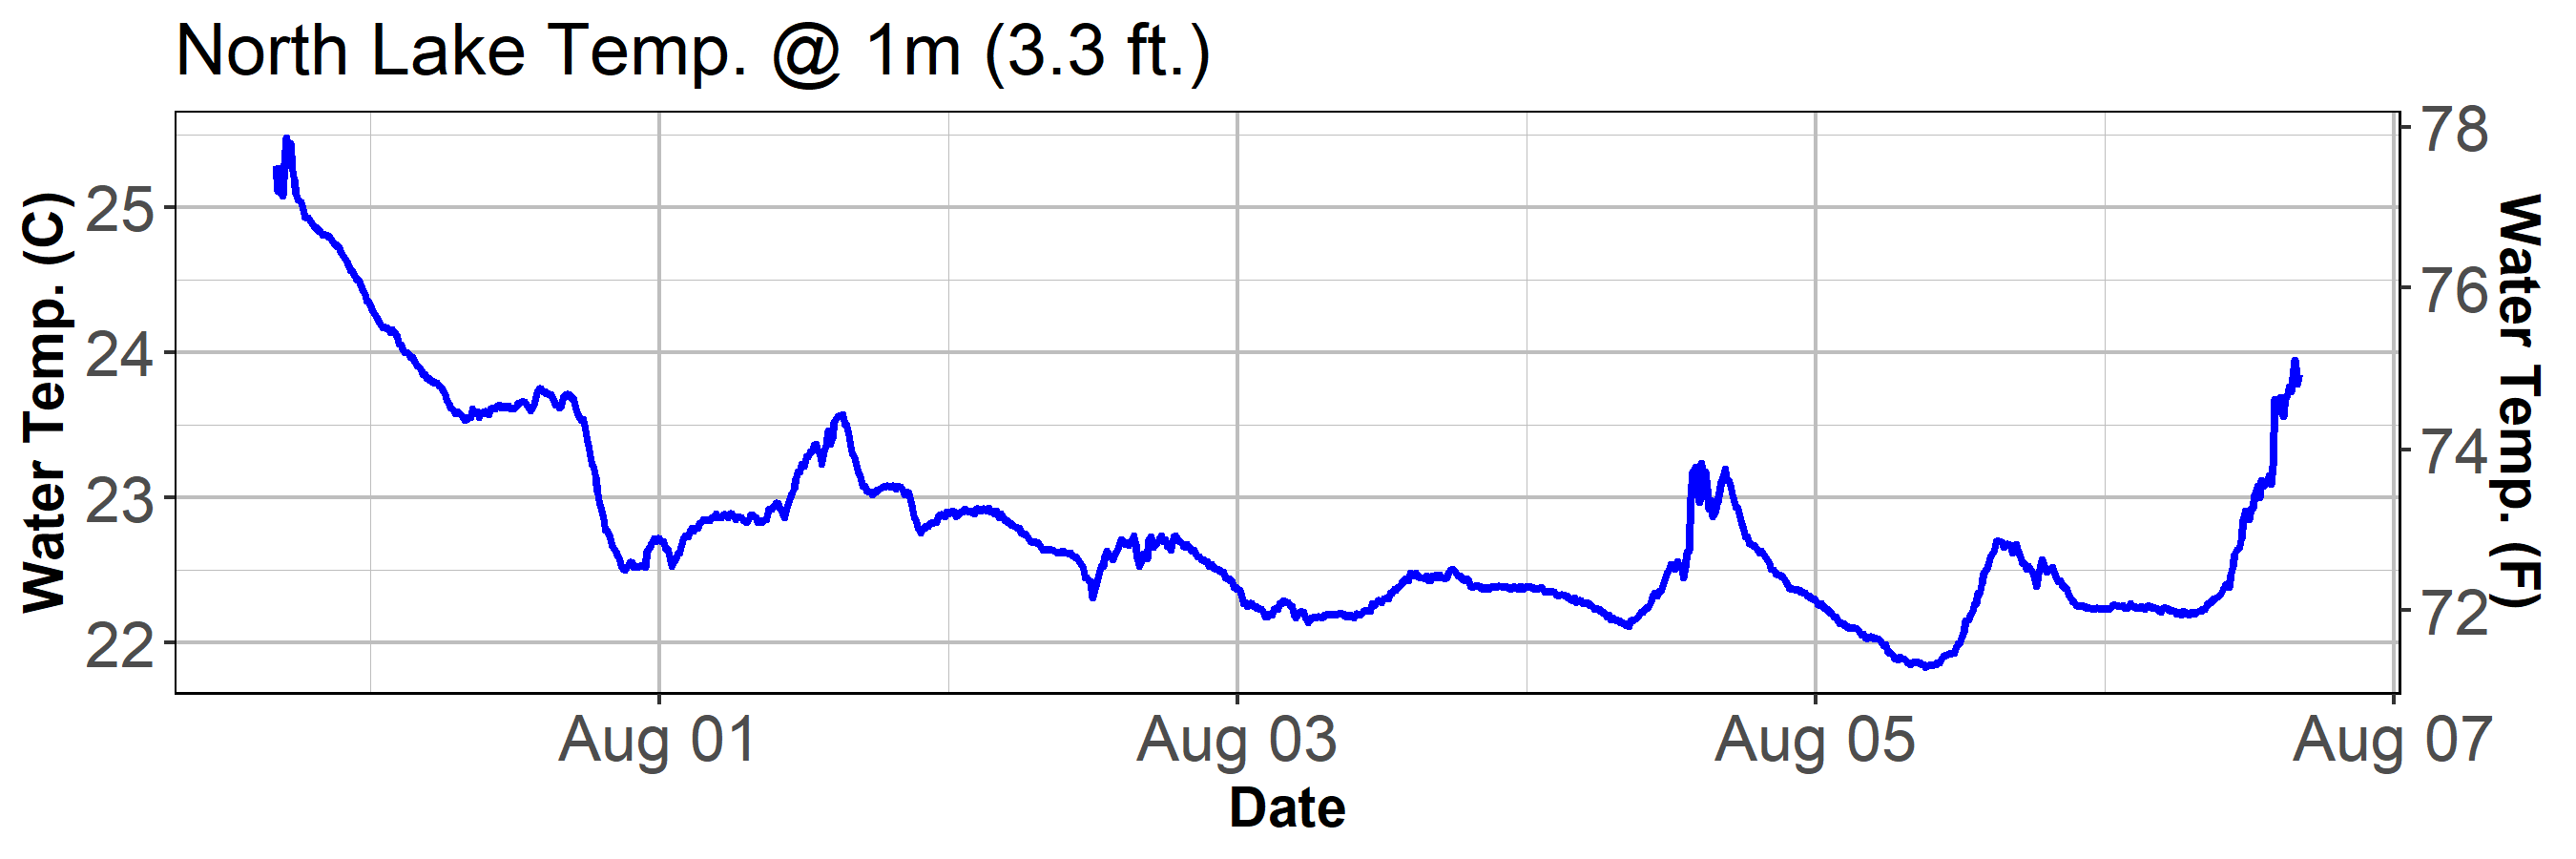 North Lake Temp. @ 1m (3.3 ft.)
Water Temp. (C)
25
24
23
22
78
76
74
72
Water Temp. (F)
Aug 01 Aug 03 Aug 05 Aug 07
Date